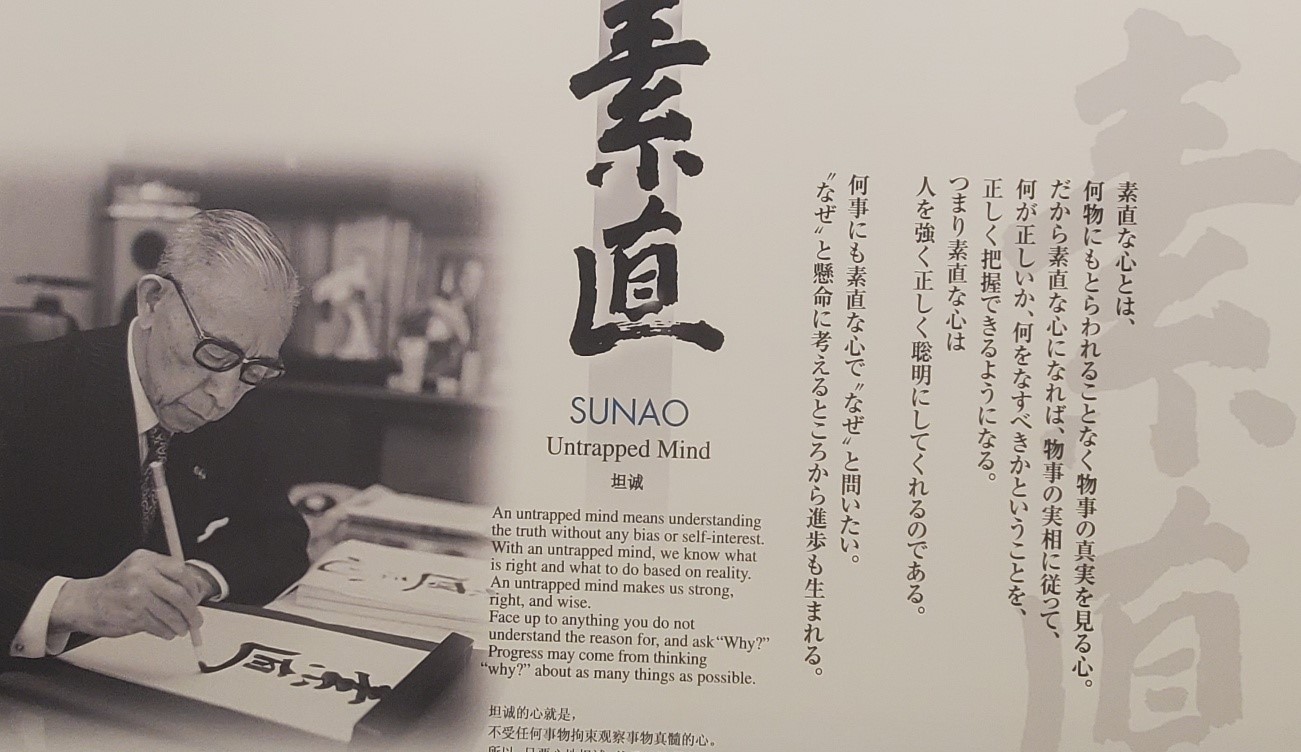 素直
SUNAO
Untrapped Mind
坦诚
An untrapped mind means understanding
the truth without any bias or self-interest.
With an untrapped mind, we know what
is right and what to do based on reality.
An untrapped mind makes us strong,
right, and wise.
Face up to anything you do not
understand the reason for, and ask “Why?”
Progress may come from thinking
“why?” about as many things as possible.
坦诚的心就是，
不受任何事物拘束观察事物真髓的心。
素直な心とは、
何物にもとらわれることなく物事の真実を見る心。
だから素直な心になれば、物事の実相に従って、
何が正しいか、何をなすべきかということを、
正しく把握できるようになる。
つまり素直な心は
人を強く正しく聡明にしてくれるのである。
何事にも素直な心で〝なぜ〟と問いたい。
〝なぜ〟と懸命に考えるところから進歩も生まれる。
素直
素直